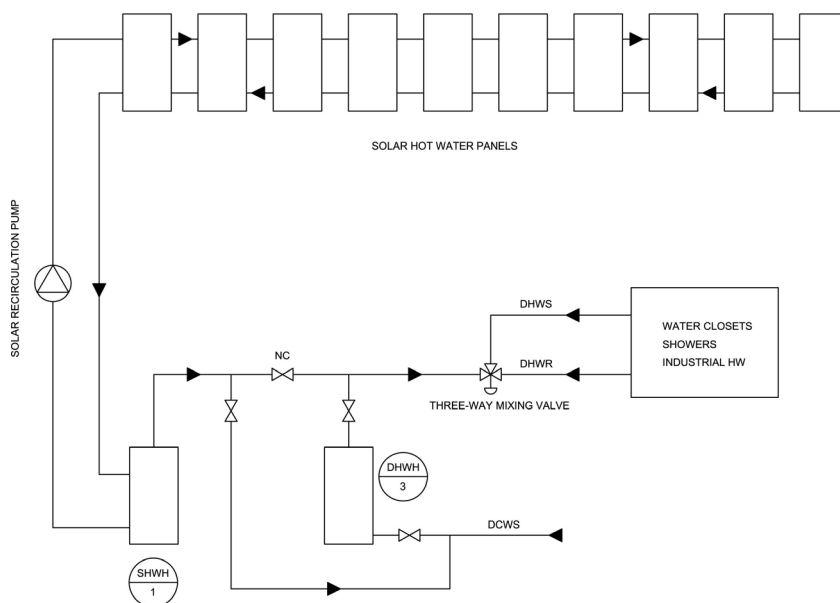 SOLAR HOT WATER PANELS
SOLAR RECIRCULATION PUMP
DHWS
WATER CLOSETS
SHOWERS
INDUSTRIAL HW
NC
DHWR
THREE-WAY MIXING VALVE
DHWH
3
DCWS
SHWH
1